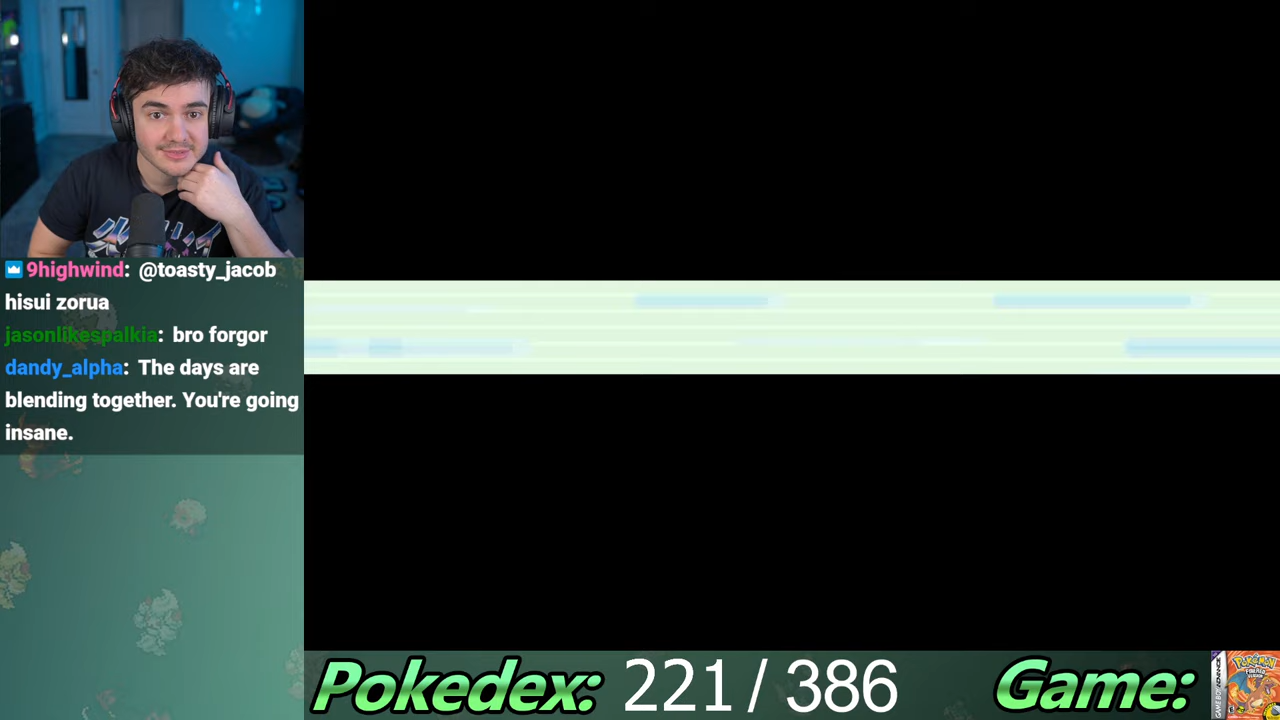 9highwind: @toasty_jacob
hisui zorua
jasonlikespalkia: bro forgor
dandy_alpha: The days are
blending together. You're going
insane.
Pokedex: 221 / 386
Game:
POKéMON